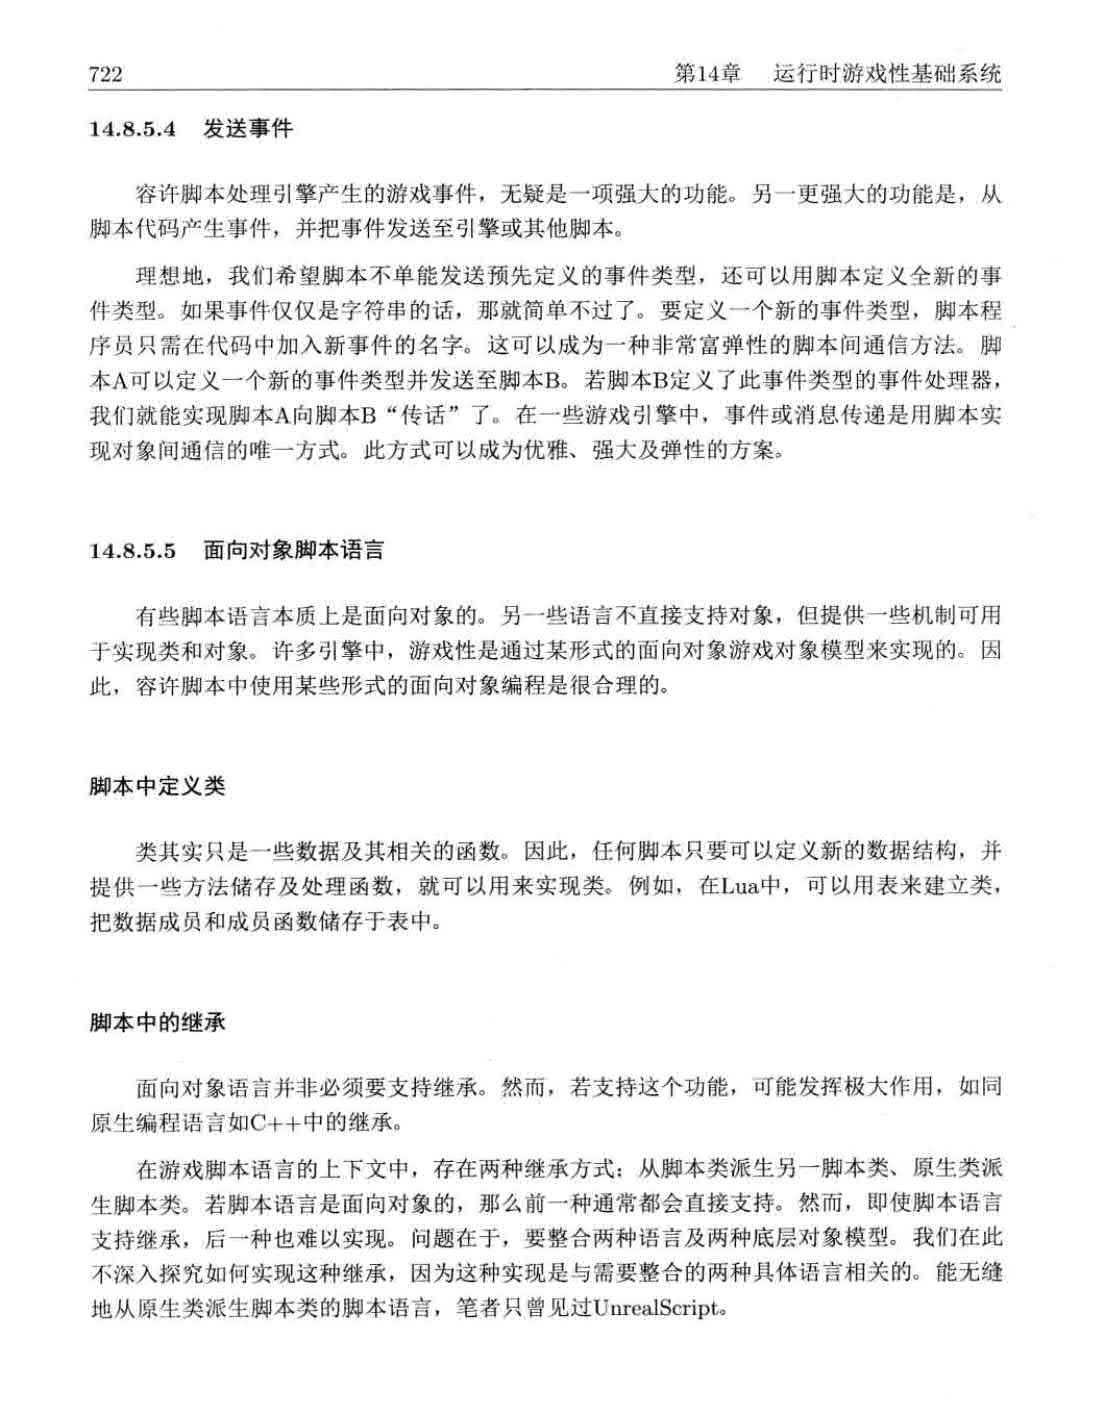 722 第14章 运行时游戏性基础系统
14.8.5.4 发送事件
容许脚本处理引擎产生的游戏事件，无疑是一项强大的功能。另一更强大的功能是，从
脚本代码产生事件，并把事件发送至引擎或其他脚本。
理想地，我们希望脚本不单能发送预先定义的事件类型，还可以用脚本定义全新的事
件类型。如果事件仅仅是字符串的话，那就简单不过了。要定义一个新的事件类型，脚本程
序员只需在代码中加入新事件的名字。这可以成为一种非常富弹性的脚本间通信方法。脚
本A可以定义一个新的事件类型并发送至脚本B。若脚本B定义了此事件类型的事件处理器，
我们就能实现脚本A向脚本B“传话”了。在一些游戏引擎中，事件或消息传递是用脚本实
现对象间通信的唯一方式。此方式可以成为优雅、强大及弹性的方案。
14.8.5.5 面向对象脚本语言
有些脚本语言本质上是面向对象的。另一些语言不直接支持对象，但提供一些机制可用
于实现类和对象。许多引擎中，游戏性是通过某形式的面向对象游戏对象模型来实现的。因
此，容许脚本中使用某些形式的面向对象编程是很合理的。
脚本中定义类
类其实只是一些数据及其相关的函数。因此，任何脚本只要可以定义新的数据结构，并
提供一些方法储存及处理函数，就可以用来实现类。例如，在Lua中，可以用表来建立类，
把数据成员和成员函数储存于表中。
脚本中的继承
面向对象语言并非必须要支持继承。然而，若支持这个功能，可能发挥极大作用，如同
原生编程语言如C++中的继承。
在游戏脚本语言的上下文中，存在两种继承方式：从脚本类派生另一脚本类、原生类派
生脚本类。若脚本语言是面向对象的，那么前一种通常都会直接支持。然而，即使脚本语言
支持继承，后一种也难以实现。问题在于，要整合两种语言及两种底层对象模型。我们在此
不深入探究如何实现这种继承，因为这种实现是与需要整合的两种具体语言相关的。能无缝
地从原生类派生脚本类的脚本语言，笔者只曾见过UnrealScript。